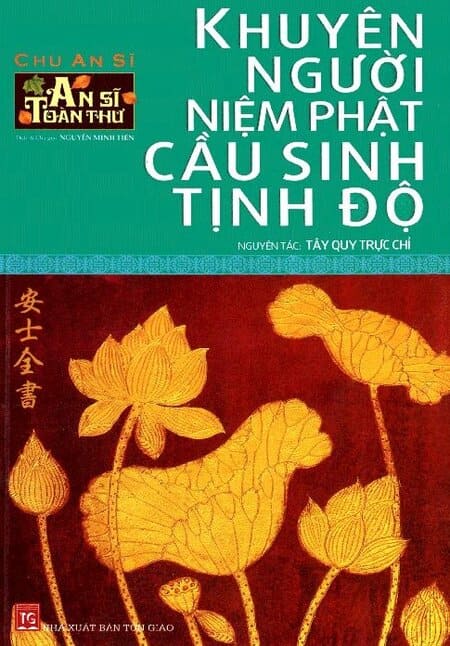 KHUYÊN
NGƯỜI
NIỆM PHẬT
CẦU SINH
TỊNH ĐỘ
NGUYÊN TÁC: TÂY QUY TRỰC CHỈ
CHU AN SĨ
AN SĨ
TOÀN THƯ
NGUYỄN MINH TIẾN
安士全書
TG
NHÀ XUẤT BẢN TÔN GIÁO